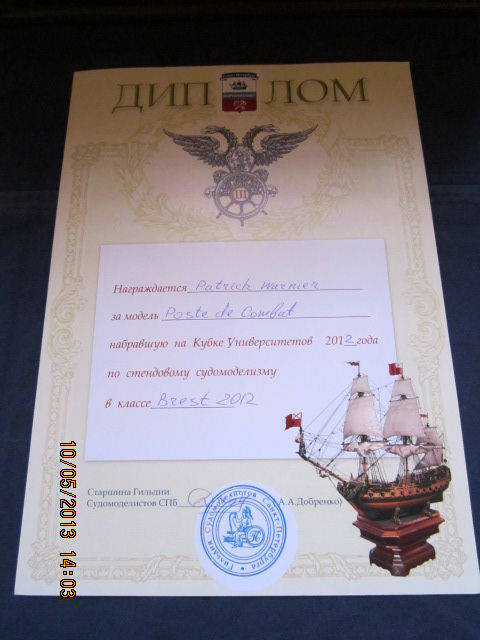 ДИПЛОМ
III
Награждается Patrick Warnier
за модель Poste de Combat
набравшую на Кубке Университетов 2012 года
по стендовому судомоделизму
в классе Brest 2012
Старшина Гильдии
Судомоделистов СПб (А.А.Добренко)
Гильдия Судомоделистов Санкт-Петербурга
10/05/2013 14:03